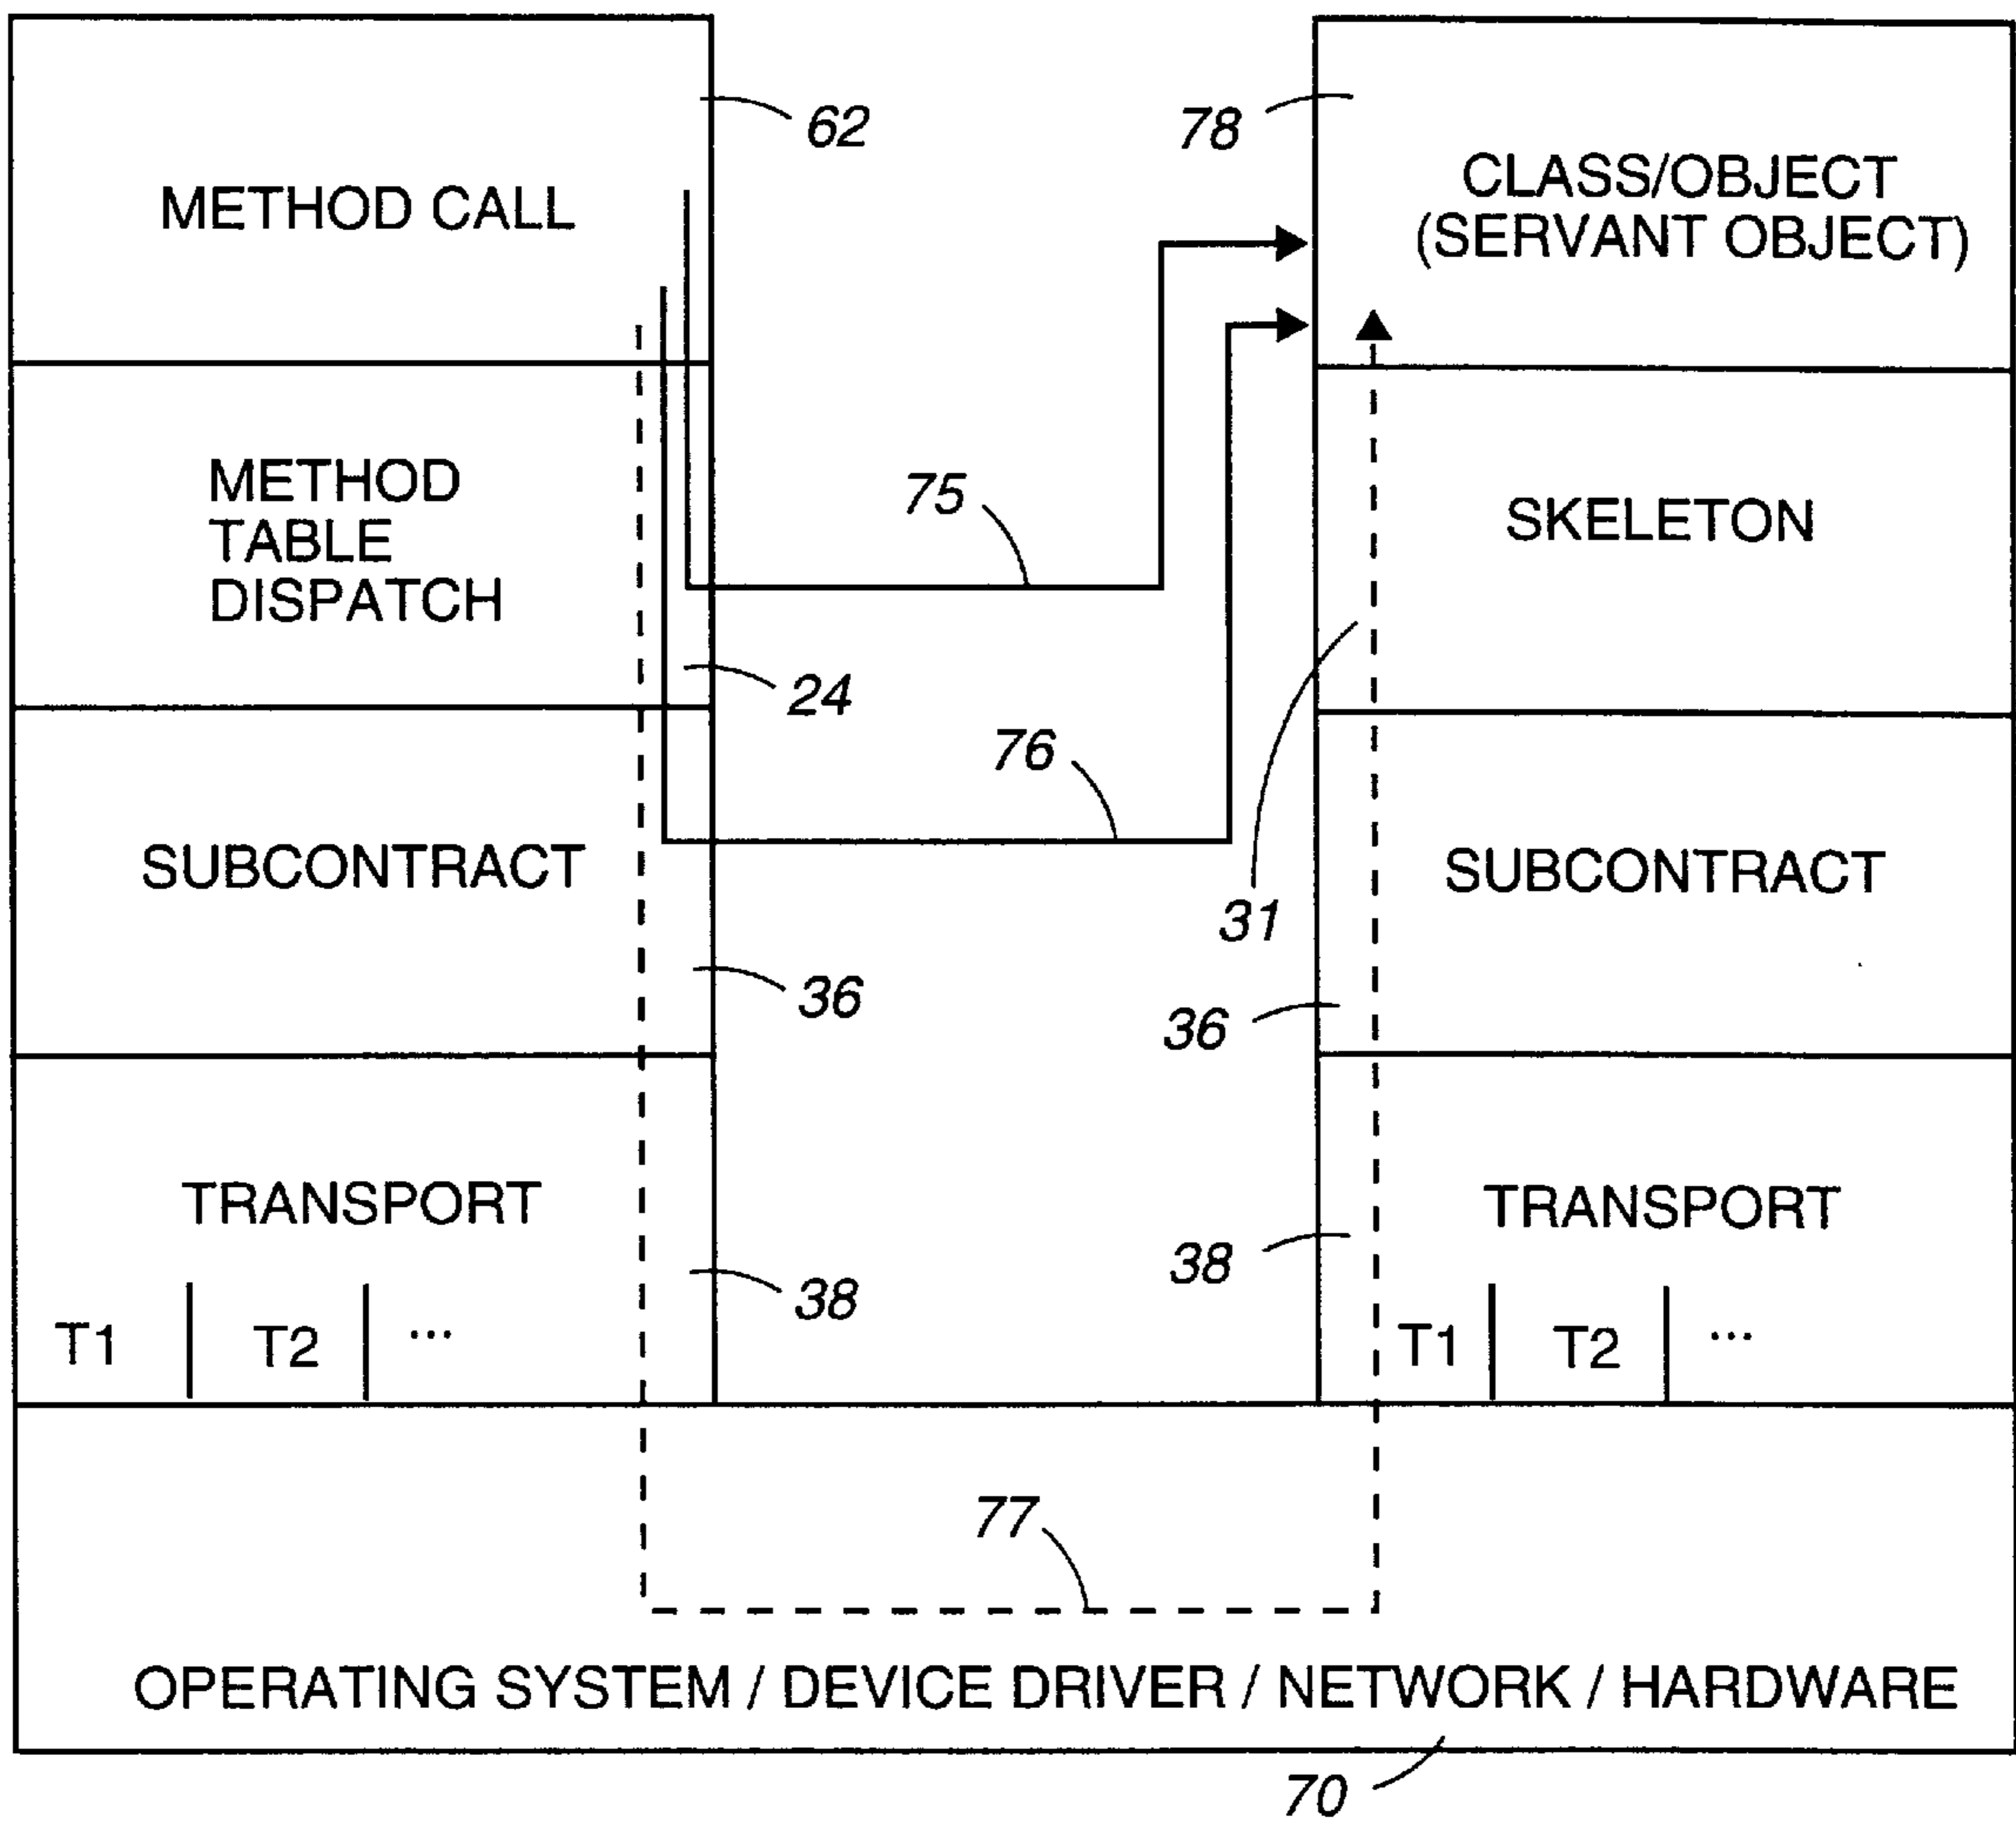 METHOD CALL
62
78
CLASS/OBJECT
(SERVANT OBJECT)
METHOD
TABLE
DISPATCH
75
SKELETON
24
76
SUBCONTRACT
31
SUBCONTRACT
36
36
TRANSPORT
38
T1
T2
...
TRANSPORT
38
T1
T2
...
77
OPERATING SYSTEM / DEVICE DRIVER / NETWORK / HARDWARE
70